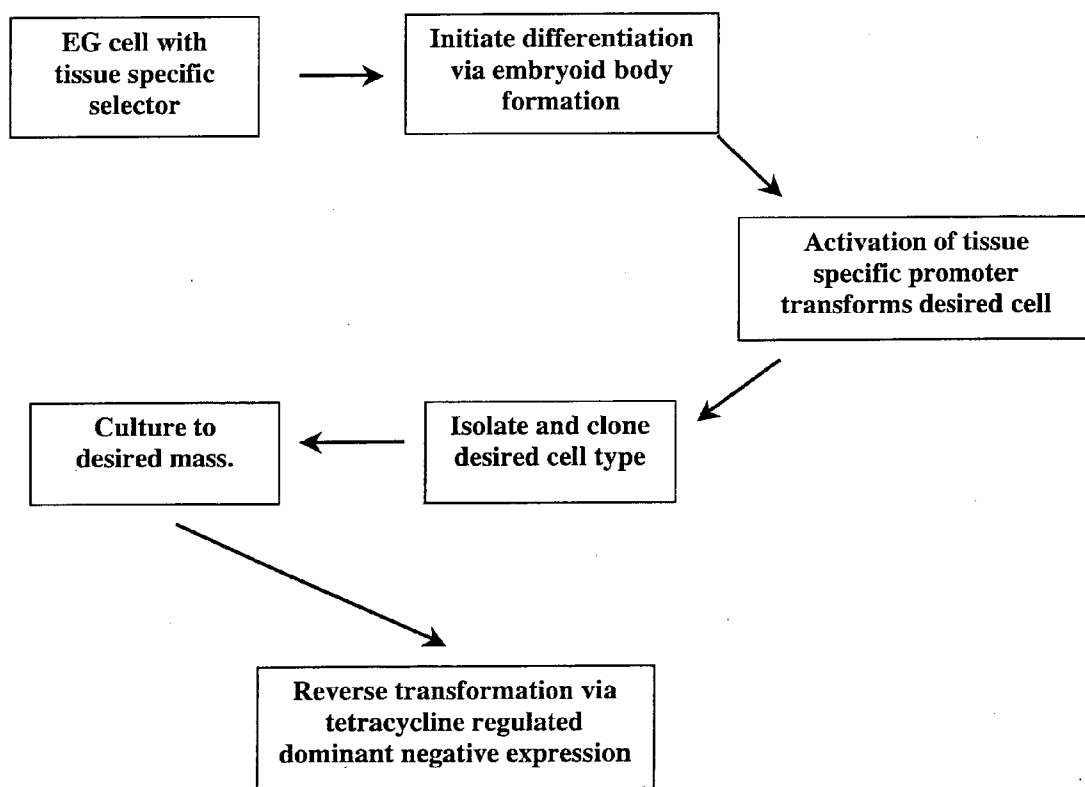 EG cell with
tissue specific
selector
Initiate differentiation
via embryoid body
formation
Activation of tissue
specific promoter
transforms desired cell
Isolate and clone
desired cell type
Culture to
desired mass.
Reverse transformation via
tetracycline regulated
dominant negative expression